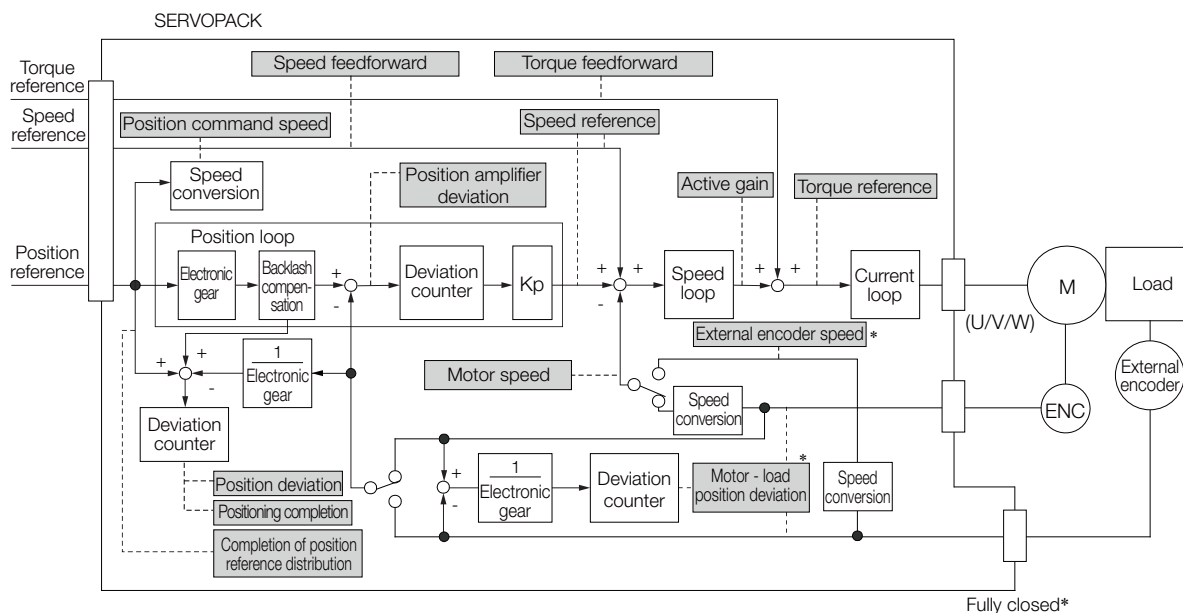 SERVOPACK
Torque
reference
Speed feedforward
Torque feedforward
Speed
reference
Position command speed
Speed reference
Speed
conversion
Position amplifier
deviation
Active gain
Torque reference
Position
reference
Position loop
Electronic
gear
Backlash
compen-
sation
+
-
Deviation
counter
Kp
+
+
-
Speed
loop
+
+
Current
loop
(U/V/W)
M
Load
External encoder speed *
External
encoder
+
+
-
1
Electronic
gear
Motor speed
Speed
conversion
ENC
Deviation
counter
Position deviation
Positioning completion
Completion of position
reference distribution
+
-
1
Electronic
gear
Deviation
counter
*
Motor - load
position deviation
Speed
conversion
Fully closed*